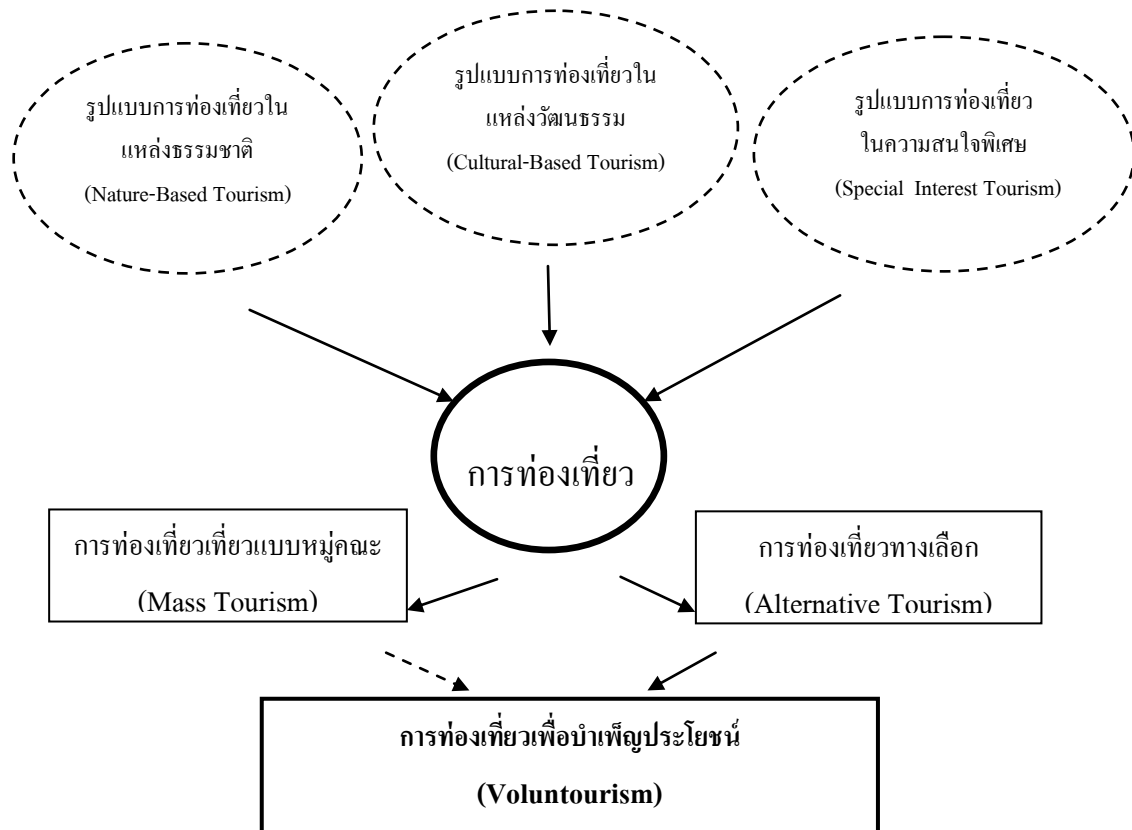 รูปแบบการท่องเที่ยวใน
แหล่งธรรมชาติ
(Nature-Based Tourism)
รูปแบบการท่องเที่ยวใน
แหล่งวัฒนธรรม
(Cultural-Based Tourism)
รูปแบบการท่องเที่ยว
ในความสนใจพิเศษ
(Special Interest Tourism)
การท่องเที่ยว
การท่องเที่ยวเที่ยวแบบหมู่คณะ
(Mass Tourism)
การท่องเที่ยวทางเลือก
(Alternative Tourism)
การท่องเที่ยวเพื่อบำเพ็ญประโยชน์
(Voluntourism)